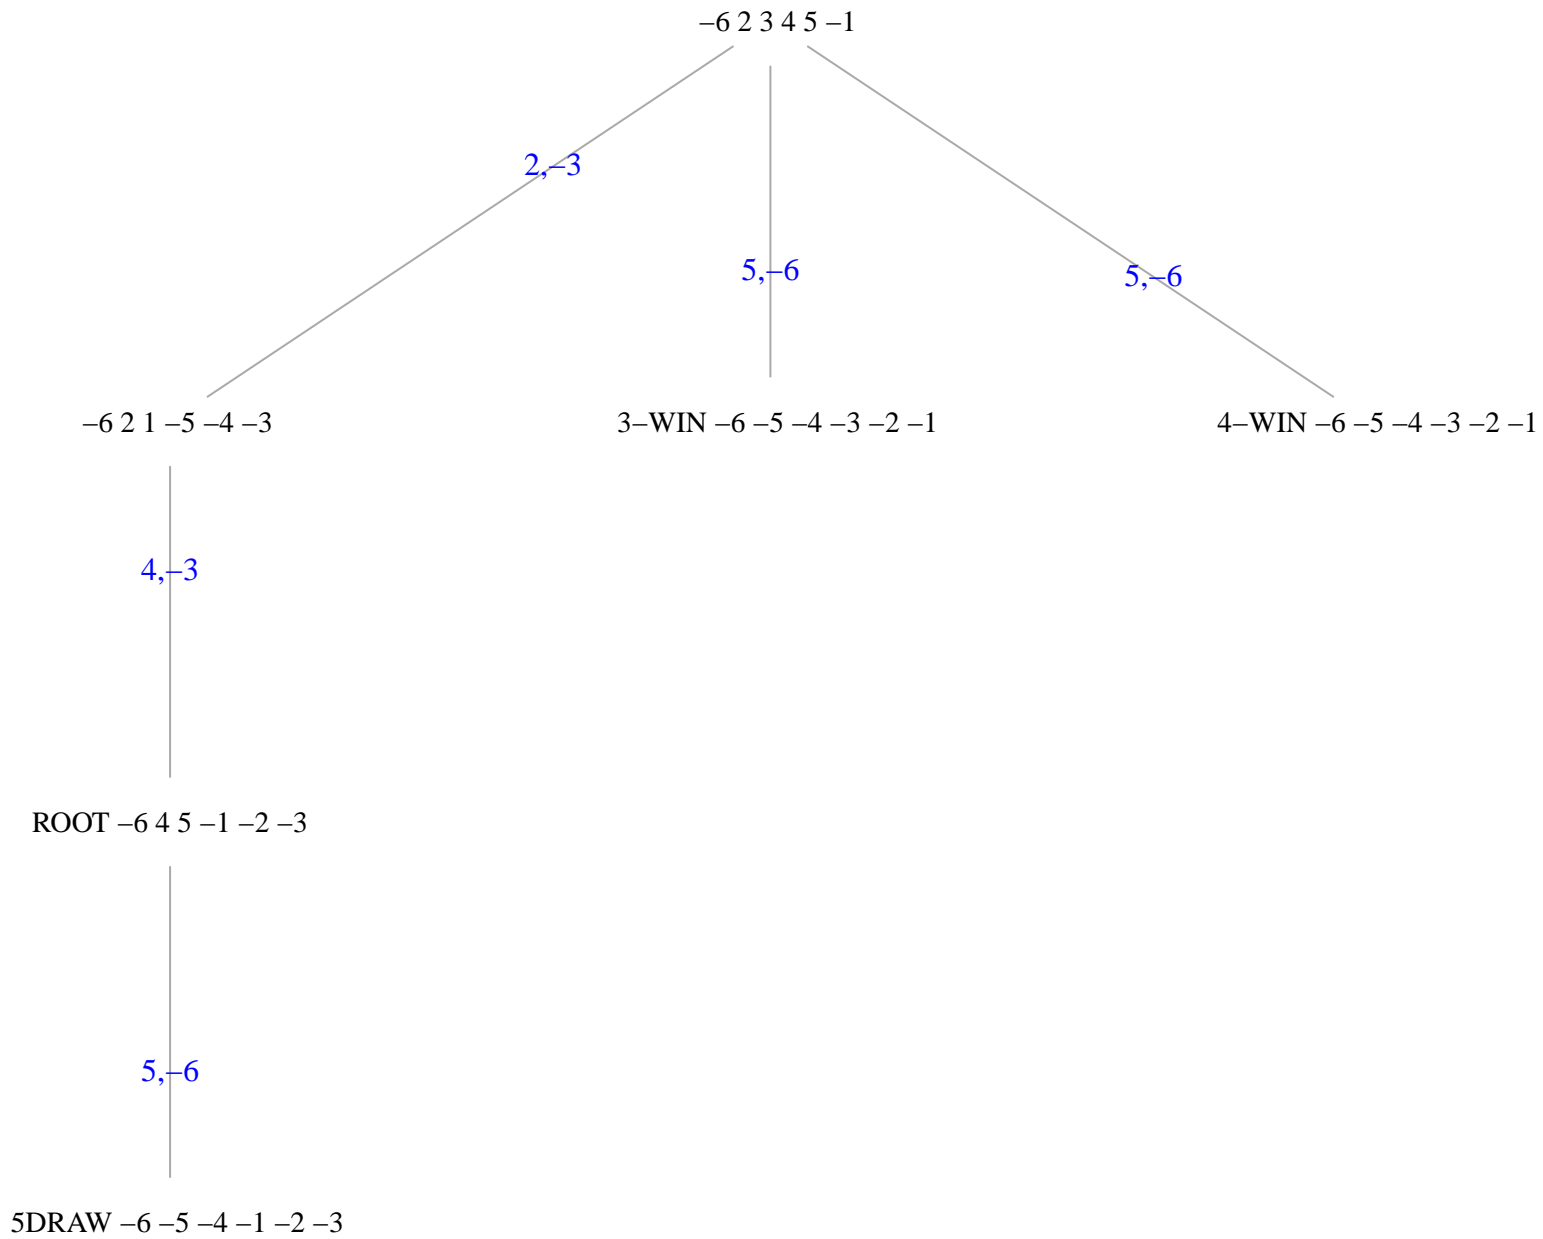 –6 2 3 4 5 –1
2,–3
5,–6
5,–6
–6 2 1 –5 –4 –3
3–WIN –6 –5 –4 –3 –2 –1
4–WIN –6 –5 –4 –3 –2 –1
4,–3
ROOT –6 4 5 –1 –2 –3
5,–6
5DRAW –6 –5 –4 –1 –2 –3